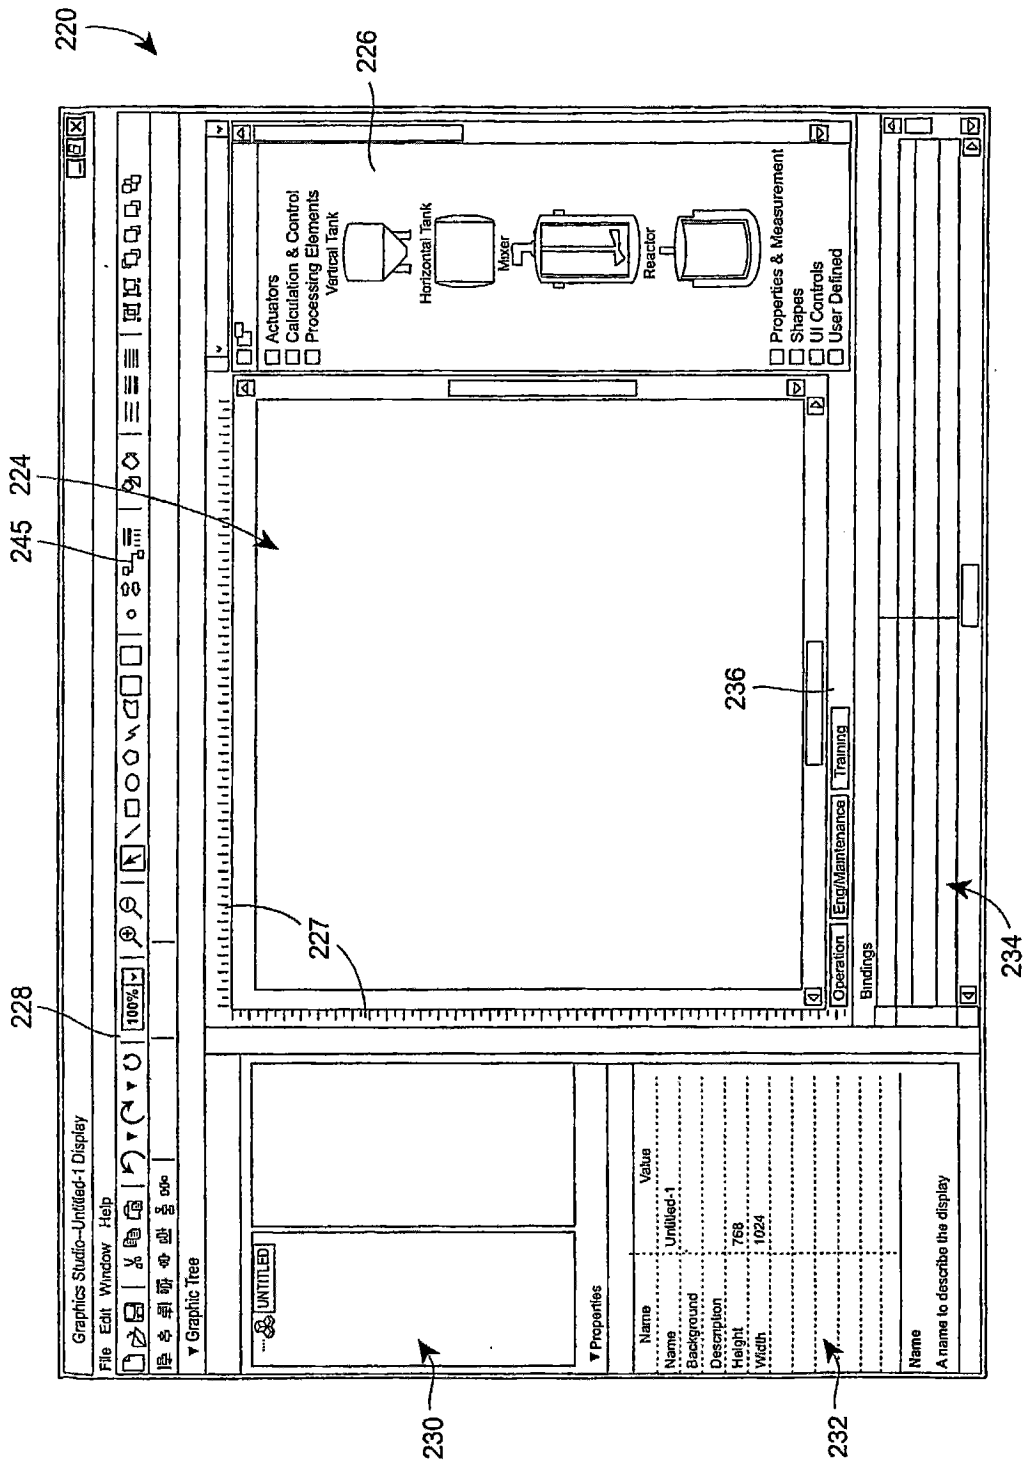 220
Graphics Studio–Untitled-1 Display
File Edit Window Help
228
100%
245
224
Graphic Tree
UNTITLED
230
Properties
Name Value
Name Untitled-1
Background
Description
Height 768
Width 1024
Name
A name to describe the display
232
227
Operation
Eng/Maintenance
Training
236
Bindings
234
226
Actuators
Calculation & Control
Processing Elements
Vertical Tank
Horizontal Tank
Mixer
Reactor
Properties & Measurement
Shapes
UI Controls
User Defined